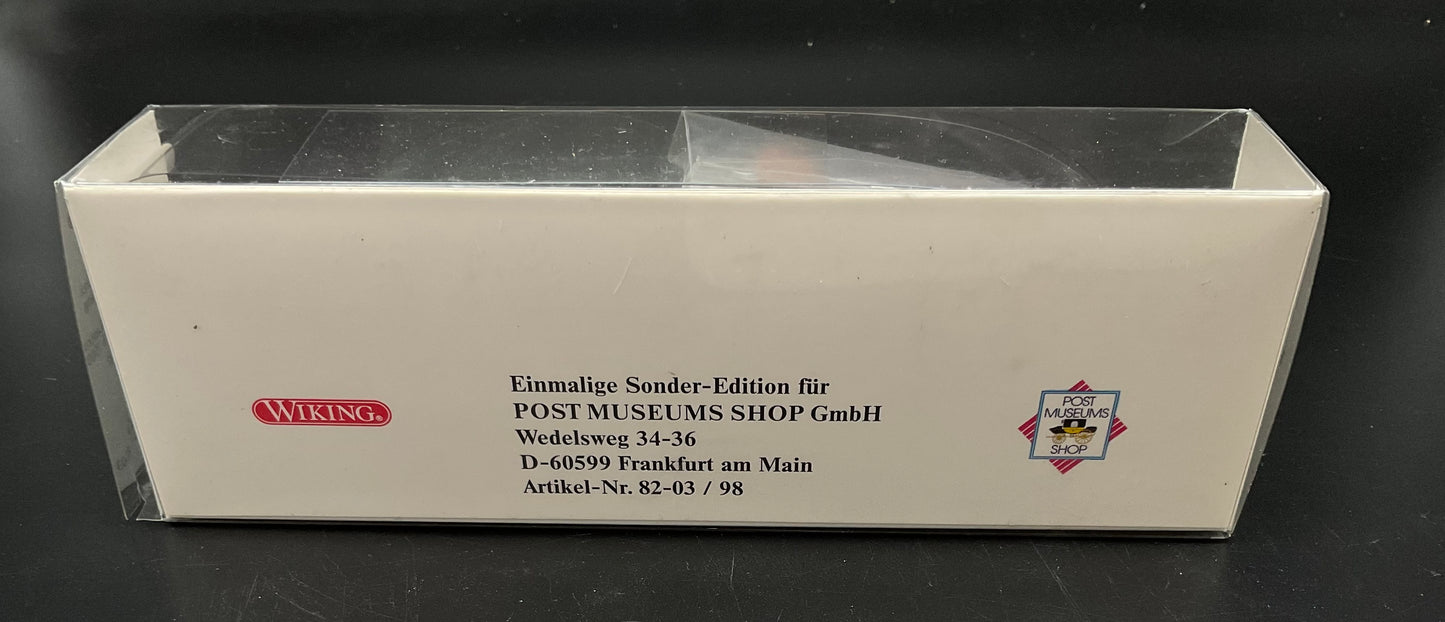 WIKING®
Einmalige Sonder-Edition für
POST MUSEUMS SHOP GmbH
Wedelsweg 34-36
D-60599 Frankfurt am Main
Artikel-Nr. 82-03 / 98
POST
MUSEUMS
SHOP